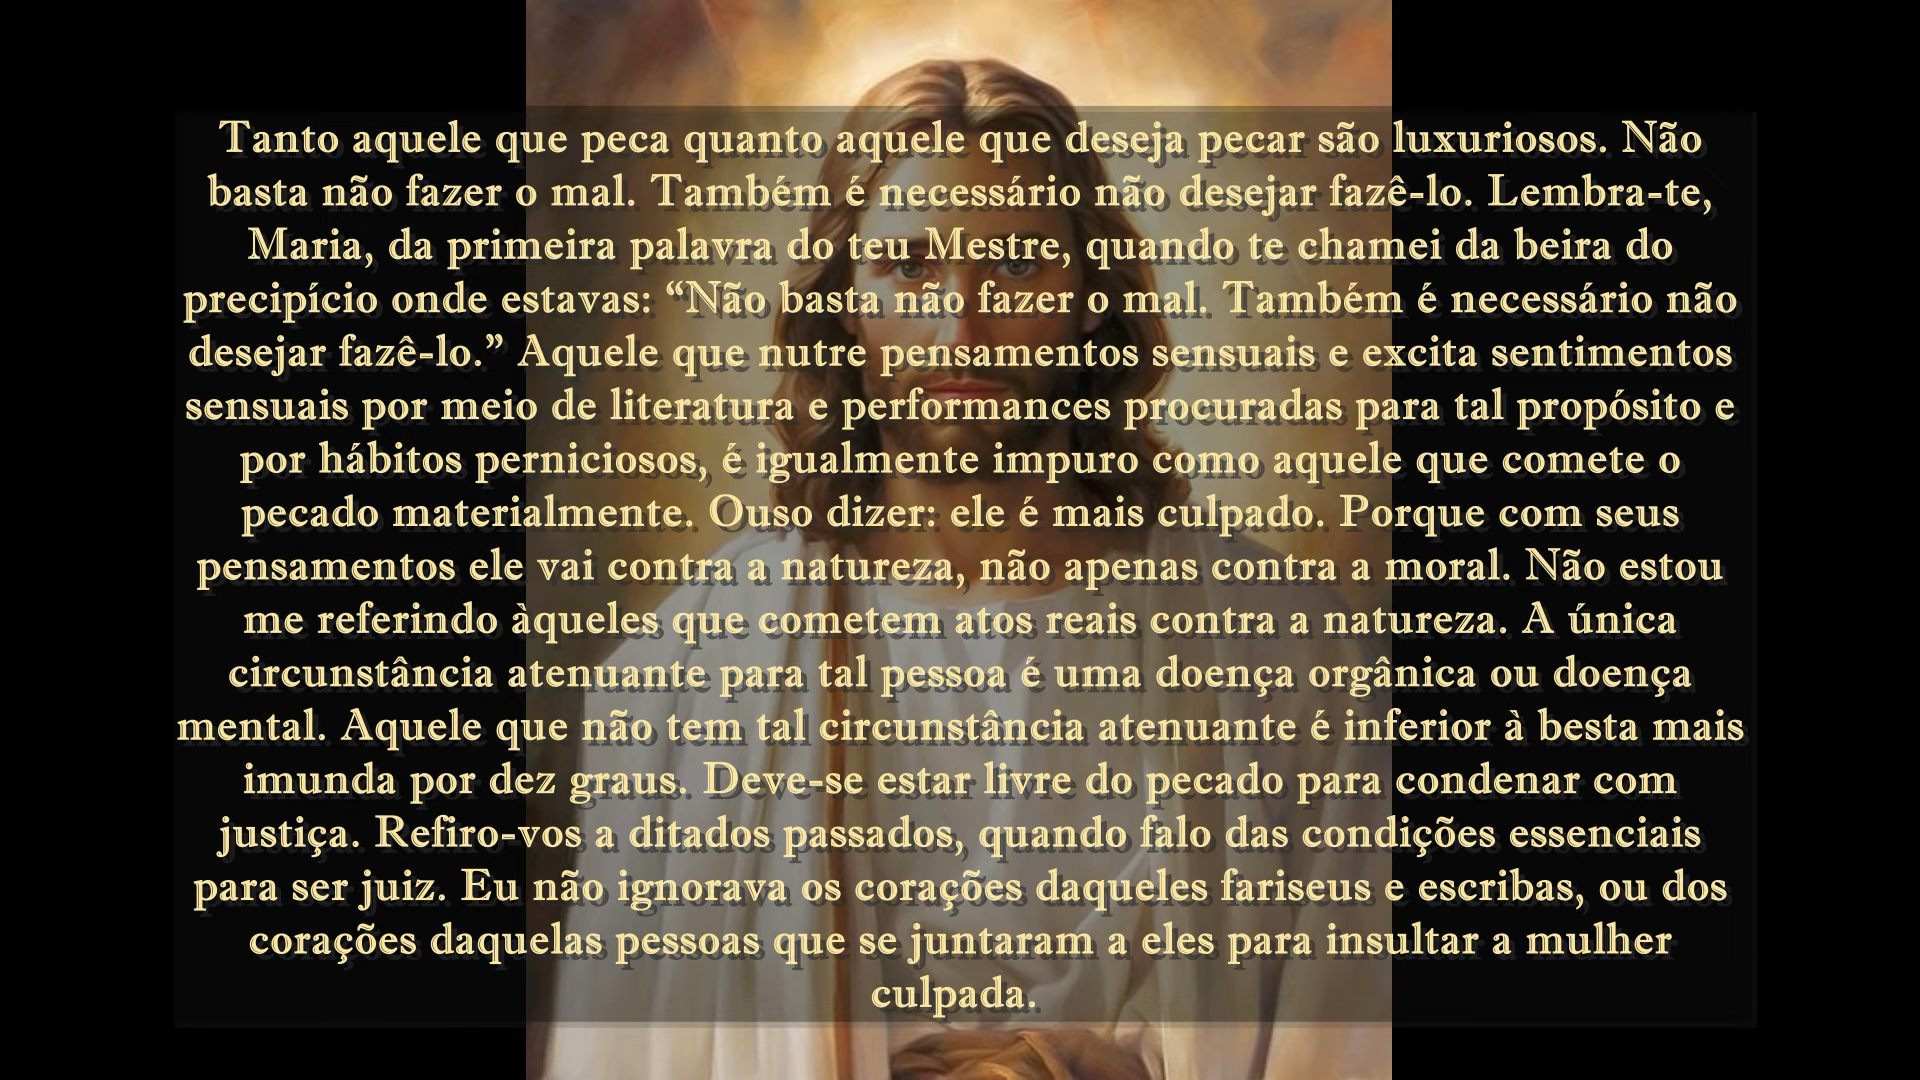 Tanto aquele que peca quanto aquele que deseja pecar são luxuriosos. Não
basta não fazer o mal. Também é necessário não desejar fazê-lo. Lembra-te,
Maria, da primeira palavra do teu Mestre, quando te chamei da beira do
precipício onde estavas: “Não basta não fazer o mal. Também é necessário não
desejar fazê-lo.” Aquele que nutre pensamentos sensuais e excita sentimentos
sensuais por meio de literatura e performances procuradas para tal propósito e
por hábitos perniciosos, é igualmente impuro como aquele que comete o
pecado materialmente. Ouso dizer: ele é mais culpado. Porque com seus
pensamentos ele vai contra a natureza, não apenas contra a moral. Não estou
me referindo àqueles que cometem atos reais contra a natureza. A única
circunstância atenuante para tal pessoa é uma doença orgânica ou doença
mental. Aquele que não tem tal circunstância atenuante é inferior à besta mais
imunda por dez graus. Deve-se estar livre do pecado para condenar com
justiça. Refiro-vos a ditados passados, quando falo das condições essenciais
para ser juiz. Eu não ignorava os corações daqueles fariseus e escribas, ou dos
corações daquelas pessoas que se juntaram a eles para insultar a mulher
culpada.